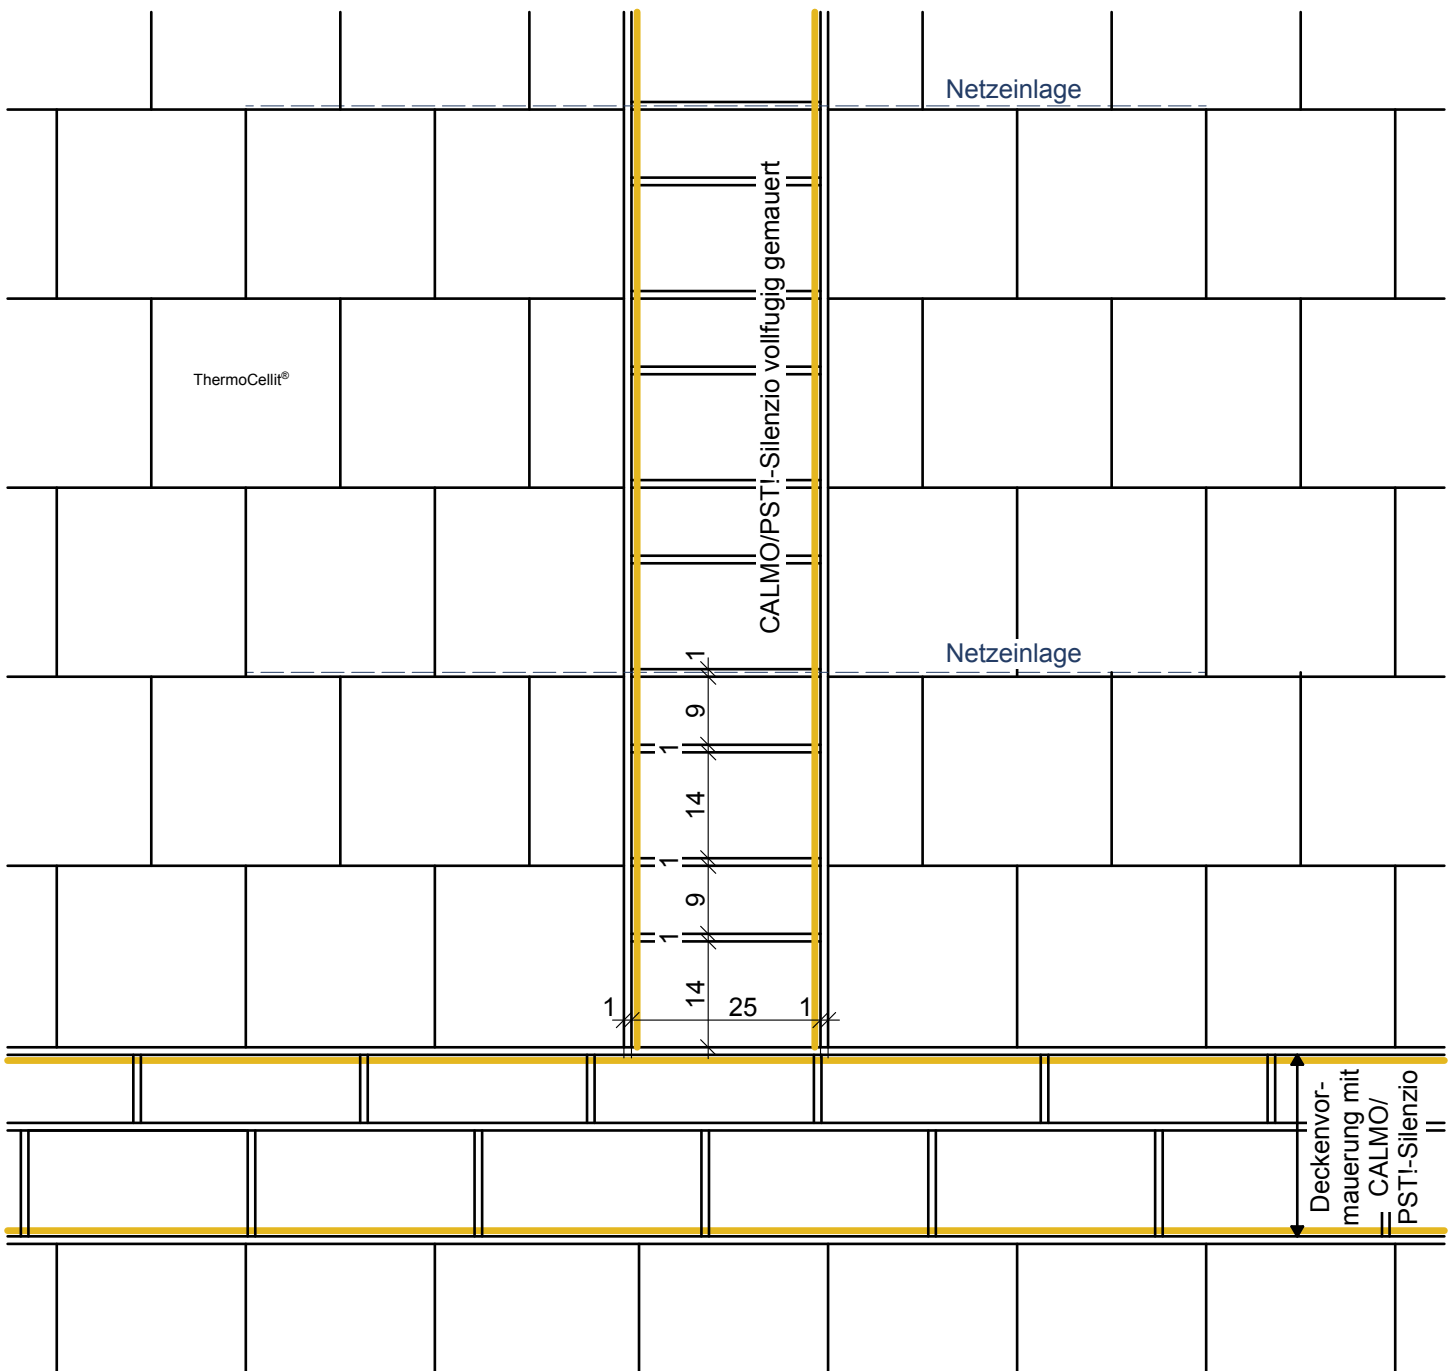 Netzeinlage
CALMO/PST!-Silenzio vollfugig gemauert
ThermoCellit®
Netzeinlage
1
9
1
14
1
9
1
14
1
25
1
Deckenvor-
mauerung mit
CALMO/
PST!-Silenzio